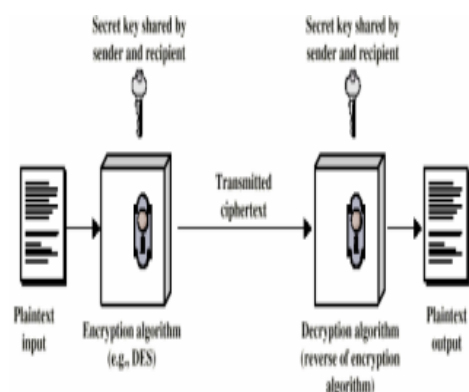 Secret key shared by
sender and recipient
Secret key shared by
sender and recipient
Transmitted
ciphertext
Plaintext
input
Encryption algorithm
(e.g., DES)
Decryption algorithm
(reverse of encryption
algorithm)
Plaintext
output